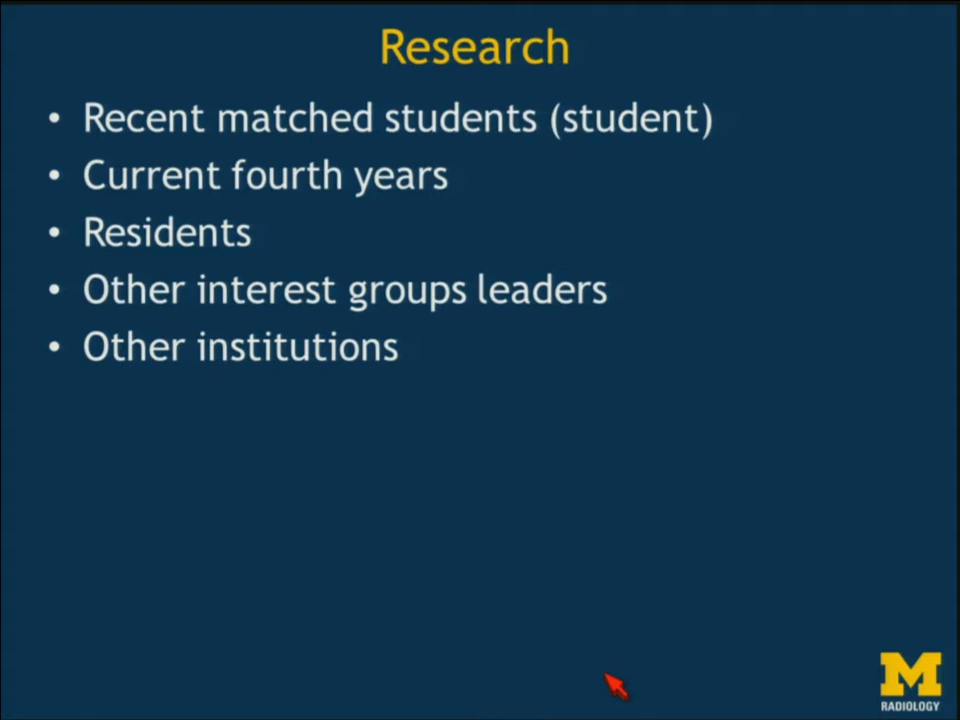 Research
• Recent matched students (student)
• Current fourth years
• Residents
• Other interest groups leaders
• Other institutions
M
RADIOLOGY